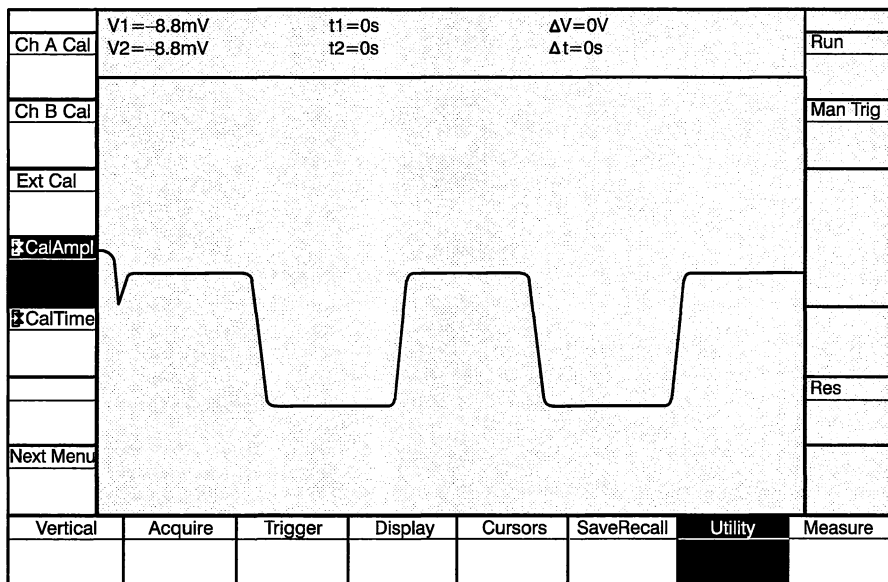 V1=–8.8mV t1=0s ΔV=0V
V2=–8.8mV t2=0s Δt=0s
Ch A Cal
Ch B Cal
Ext Cal
CalAmpl
CalTime
Next Menu
Run
Man Trig
Res
Vertical Acquire Trigger Display Cursors SaveRecall Utility Measure